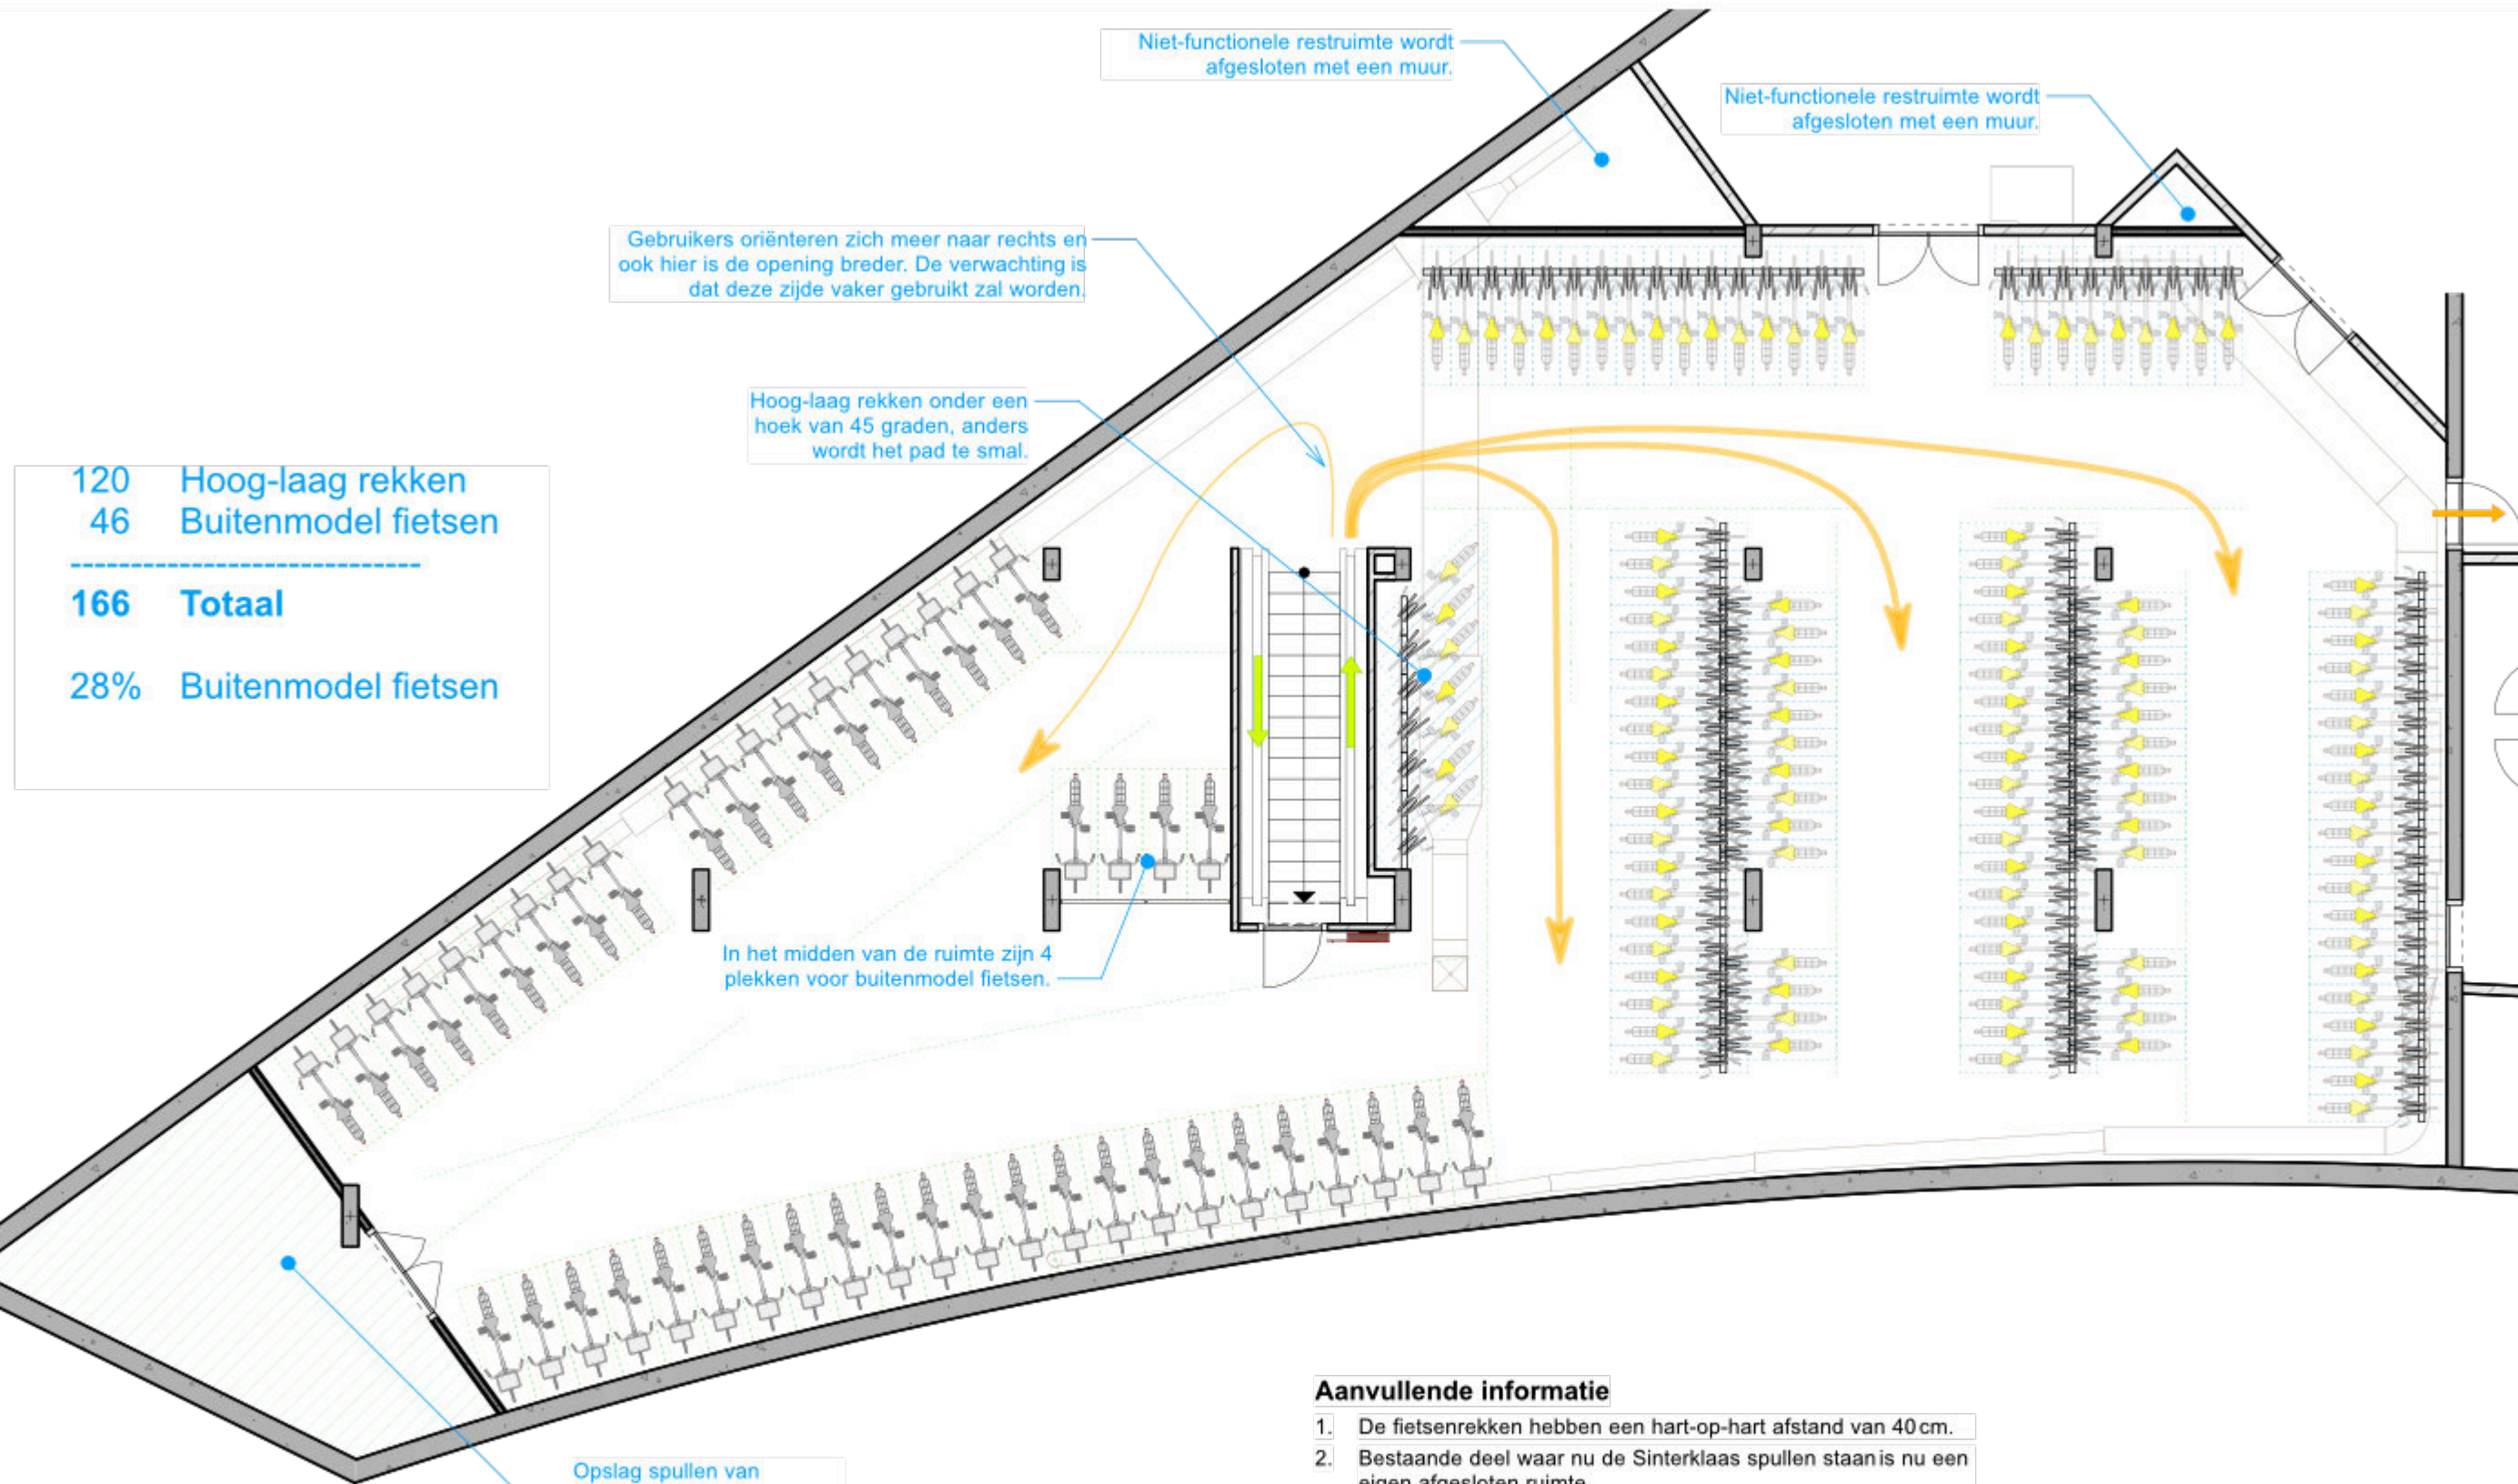 Niet-functionele restruimte wordt
afgesloten met een muur.
Niet-functionele restruimte wordt
afgesloten met een muur.
Gebruikers oriënteren zich meer naar rechts en
ook hier is de opening breder. De verwachting is
dat deze zijde vaker gebruikt zal worden.
Hoog-laag rekken onder een
hoek van 45 graden, anders
wordt het pad te smal.
120 Hoog-laag rekken
46 Buitenmodel fietsen
------------------------------
166 Totaal
28% Buitenmodel fietsen
In het midden van de ruimte zijn 4
plekken voor buitenmodel fietsen.
Opslag spullen van
Aanvullende informatie
1. De fietsenrekken hebben een hart-op-hart afstand van 40 cm.
2. Bestaande deel waar nu de Sinterklaas spullen staan is nu een
eigen afgesloten ruimte